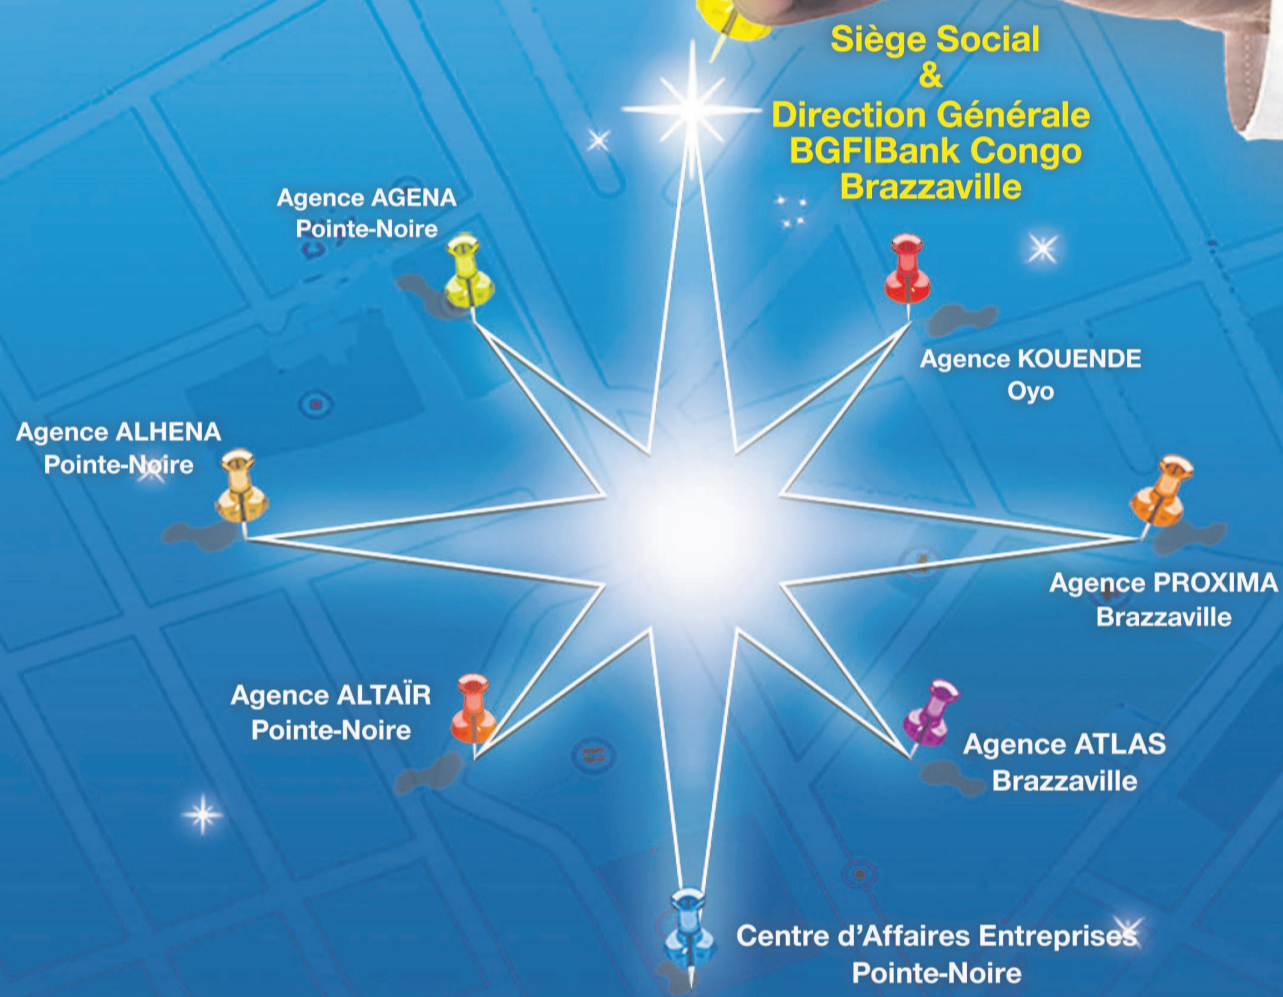 Siège Social
&
Direction Générale
BGFIBank Congo
Brazzaville
Agence AGENA
Pointe-Noire
Agence KOUENDE
Oyo
Agence ALHENA
Pointe-Noire
Agence PROXIMA
Brazzaville
Agence ALTAÏR
Pointe-Noire
Agence ATLAS
Brazzaville
Centre d’Affaires Entreprises
Pointe-Noire